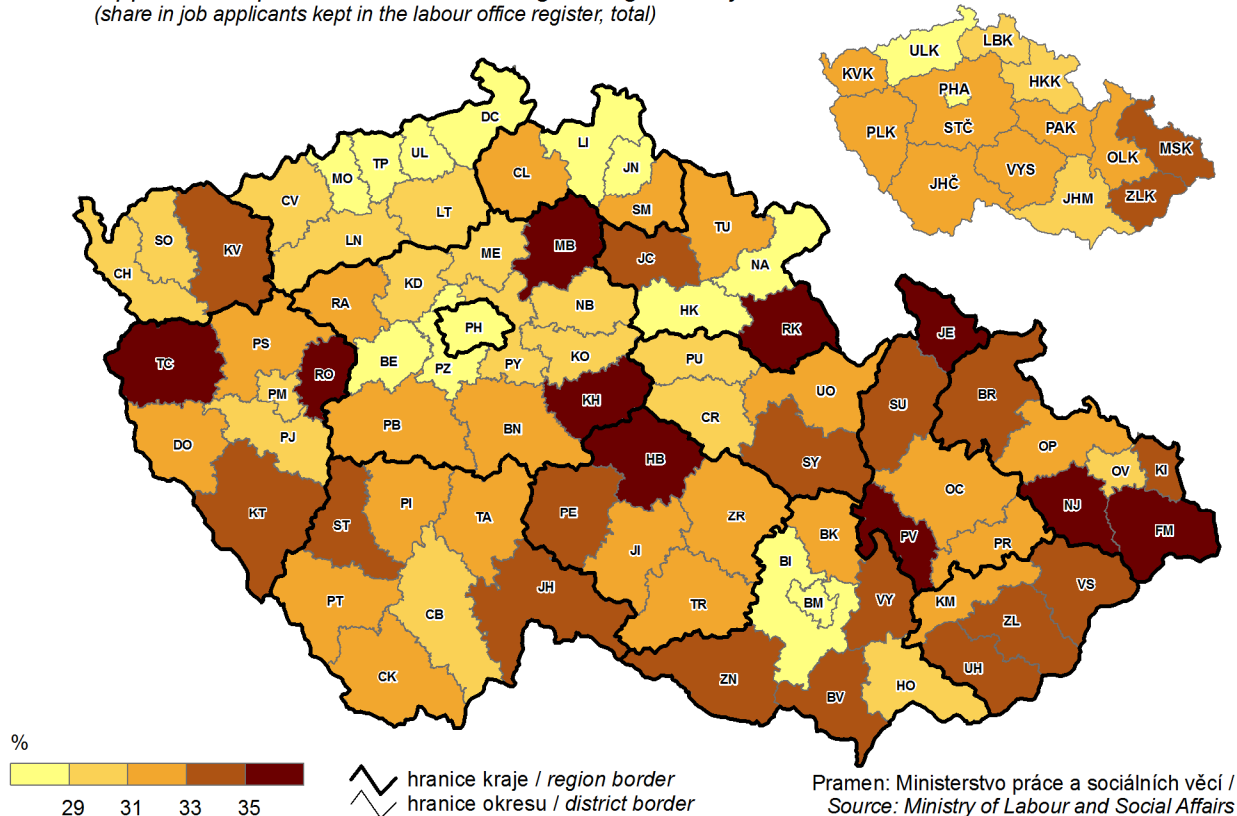 (share in job applicants kept in the labour office register, total)
ULK
LBK
KVK
HKK
PHA
PLK
STČ
PAK
MSK
OLK
VYS
JHČ
JHM
ZLK
DC
UL
TP
MO
LI
JN
CL
CV
LT
SM
LN
SO
KV
CH
TU
MB
ME
JC
NA
KD
RA
NB
HK
RK
PH
JE
PS
TC
BE
PZ
PY
KO
PU
RO
PM
KH
UO
SU
BR
CR
PB
BN
PJ
DO
HB
SY
OP
OV
KI
OC
KT
ST
PI
TA
PE
ZR
NJ
FM
BK
PV
PR
JI
BI
VS
JH
PT
CB
TR
BM
VY
KM
ZL
UH
CK
ZN
BV
HO
%
29 31 33 35
hranice kraje / region border
hranice okresu / district border
Pramen: Ministerstvo práce a sociálních věcí /
Source: Ministry of Labour and Social Affairs